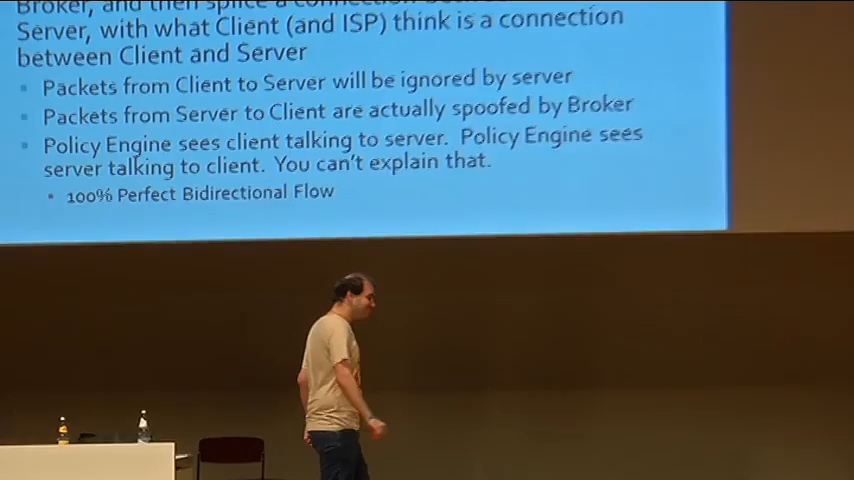 Broker, and then splice a connection between
Server, with what Client (and ISP) think is a connection
between Client and Server
Packets from Client to Server will be ignored by server
Packets from Server to Client are actually spoofed by Broker
Policy Engine sees client talking to server. Policy Engine sees
server talking to client. You can't explain that.
100% Perfect Bidirectional Flow